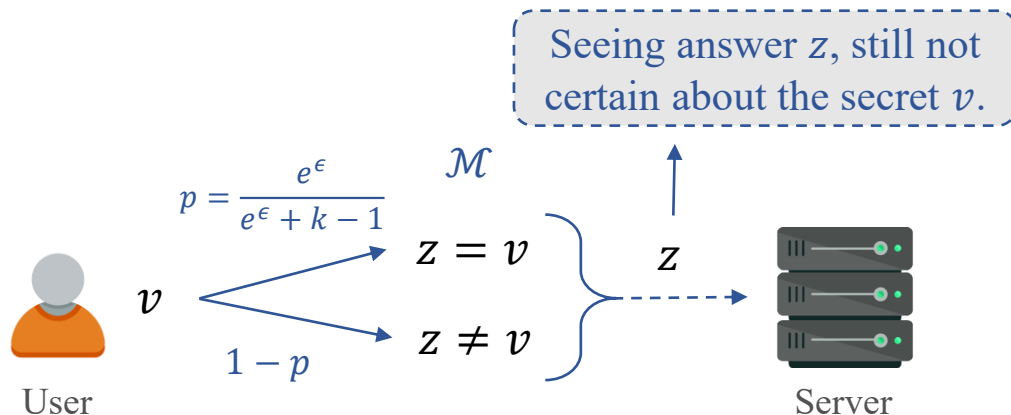 Seeing answer z, still not
certain about the secret v.
ℳ
p = e^ϵ / (e^ϵ + k − 1)
z = v
v
z
z ≠ v
1 − p
User
Server